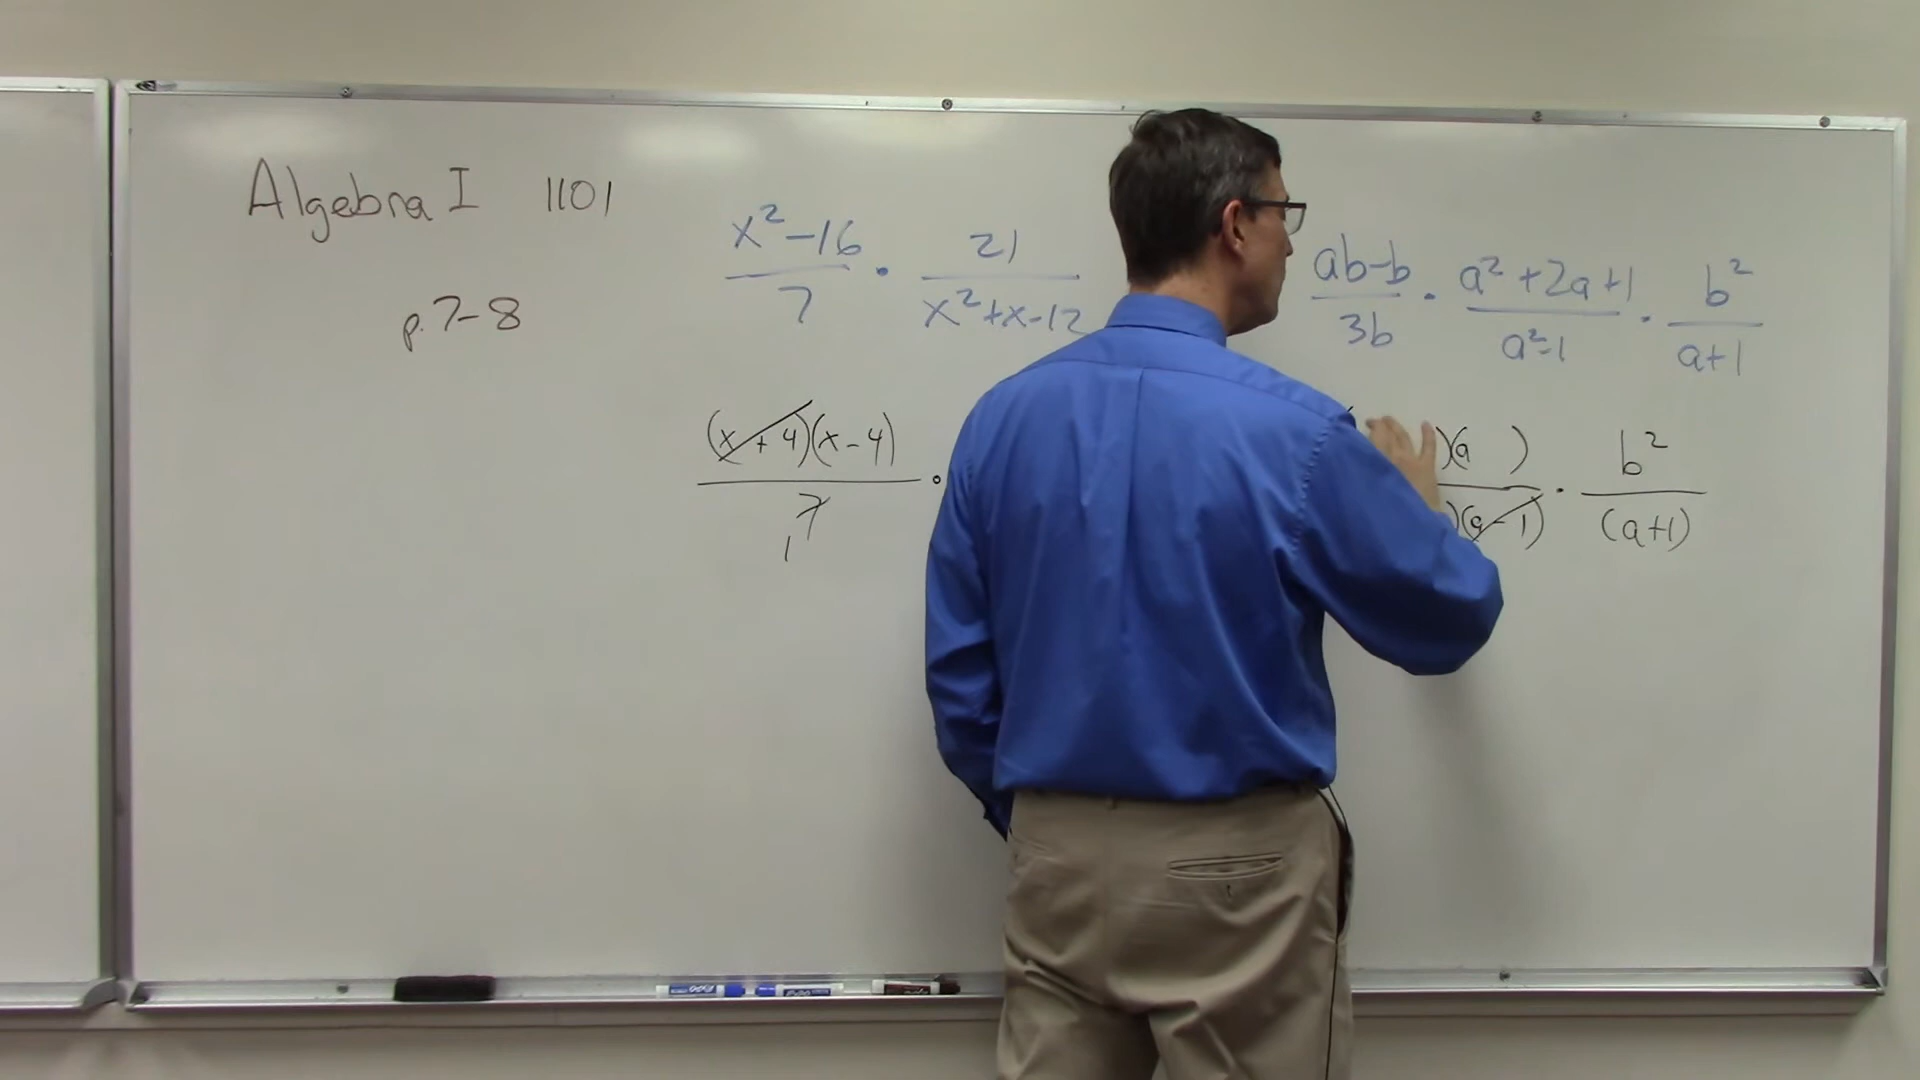 Algebra I 1101
p. 7-8
x² - 16 / 7 · 21 / x² + x - 12
(x + 4)(x - 4) / 7 ·
1
ab - b / 3b · a² + 2a + 1 / a² - 1 · b² / a + 1
)(a ) / )(a - 1) · b² / (a + 1)